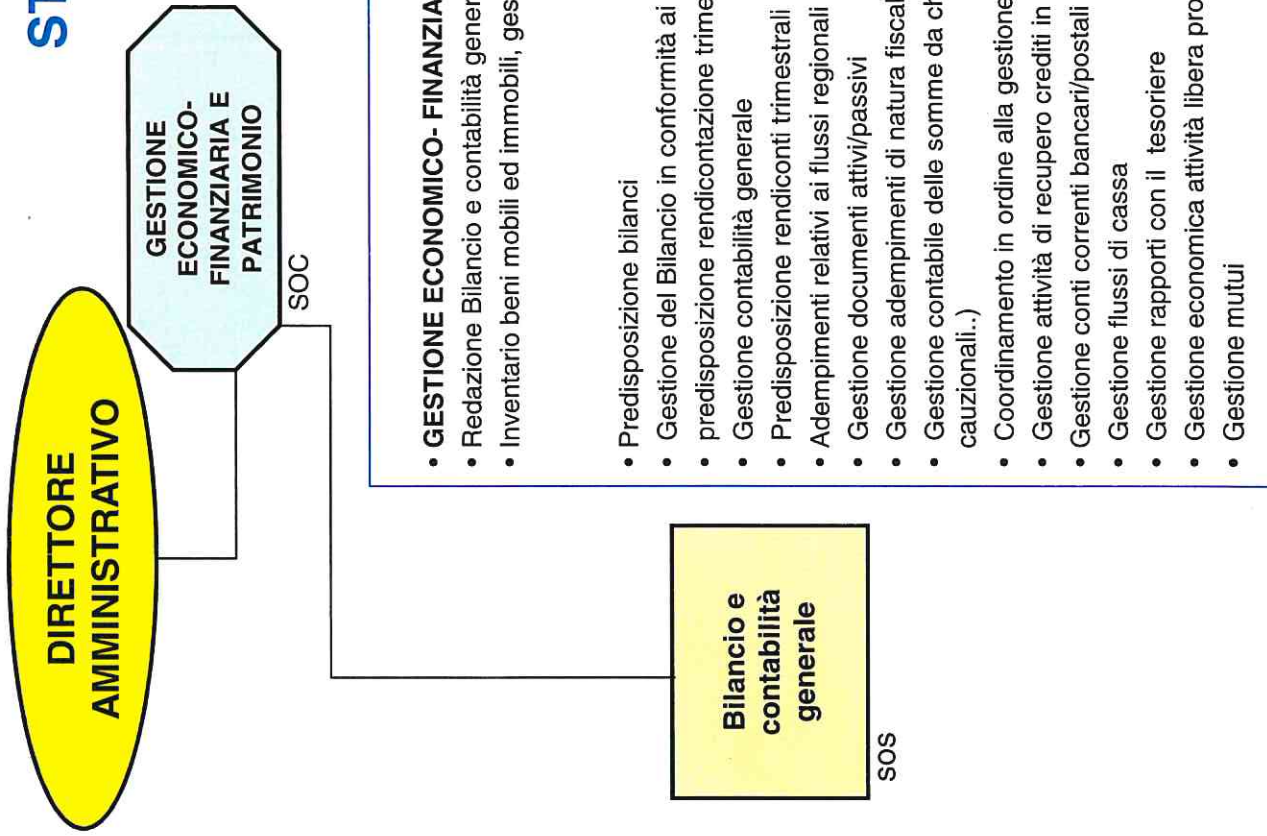 ST
DIRETTORE
AMMINISTRATIVO
GESTIONE
ECONOMICO-
FINANZIARIA E
PATRIMONIO
SOC
Bilancio e
contabilità
generale
SOS
• GESTIONE ECONOMICO- FINANZIA
• Redazione Bilancio e contabilità gener
• Inventario beni mobili ed immobili, gest
• Predisposizione bilanci
• Gestione del Bilancio in conformità ai
• predisposizione rendicontazione trime
• Gestione contabilità generale
• Predisposizione rendiconti trimestrali
• Adempimenti relativi ai flussi regionali
• Gestione documenti attivi/passivi
• Gestione adempimenti di natura fiscal
• Gestione contabile delle somme da ch
cauzionali..)
• Coordinamento in ordine alla gestione
• Gestione attività di recupero crediti in
• Gestione conti correnti bancari/postali
• Gestione flussi di cassa
• Gestione rapporti con il tesoriere
• Gestione economica attività libera pro
• Gestione mutui